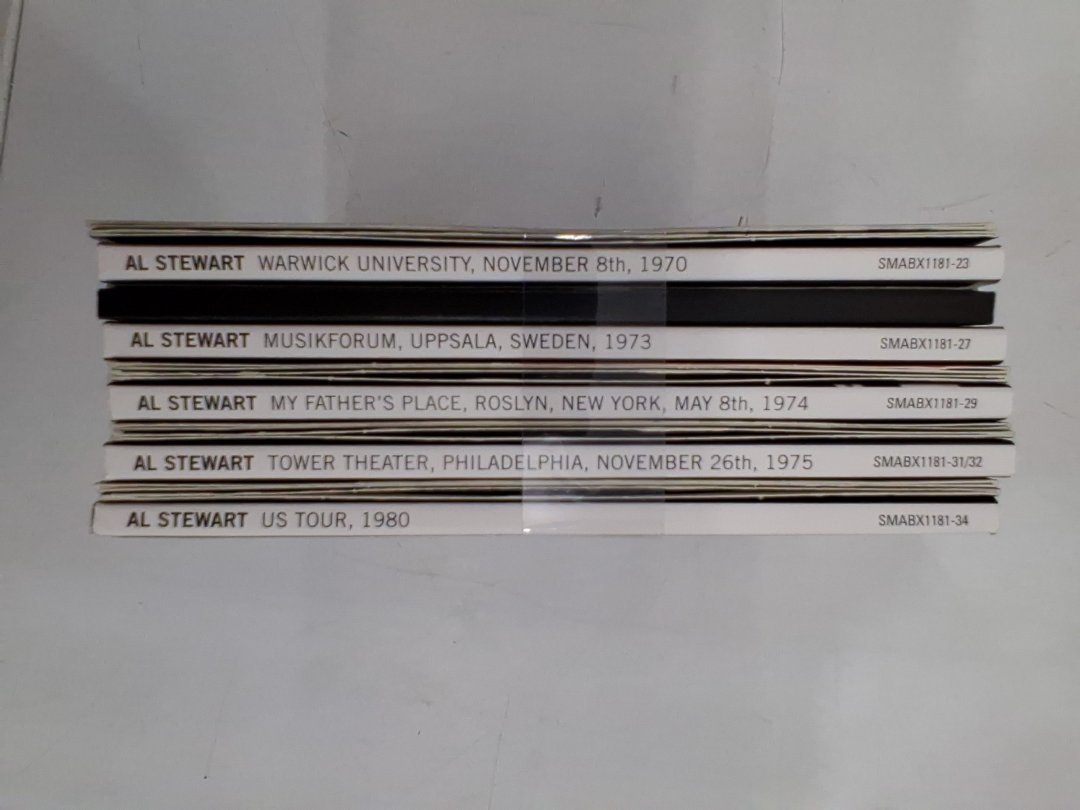 AL STEWART WARWICK UNIVERSITY, NOVEMBER 8th, 1970 SMABX1181-23
AL STEWART MUSIKFORUM, UPPSALA, SWEDEN, 1973 SMABX1181-27
AL STEWART MY FATHER'S PLACE, ROSLYN, NEW YORK, MAY 8th, 1974 SMABX1181-29
AL STEWART TOWER THEATER, PHILADELPHIA, NOVEMBER 26th, 1975 SMABX1181-31/32
AL STEWART US TOUR, 1980 SMABX1181-34